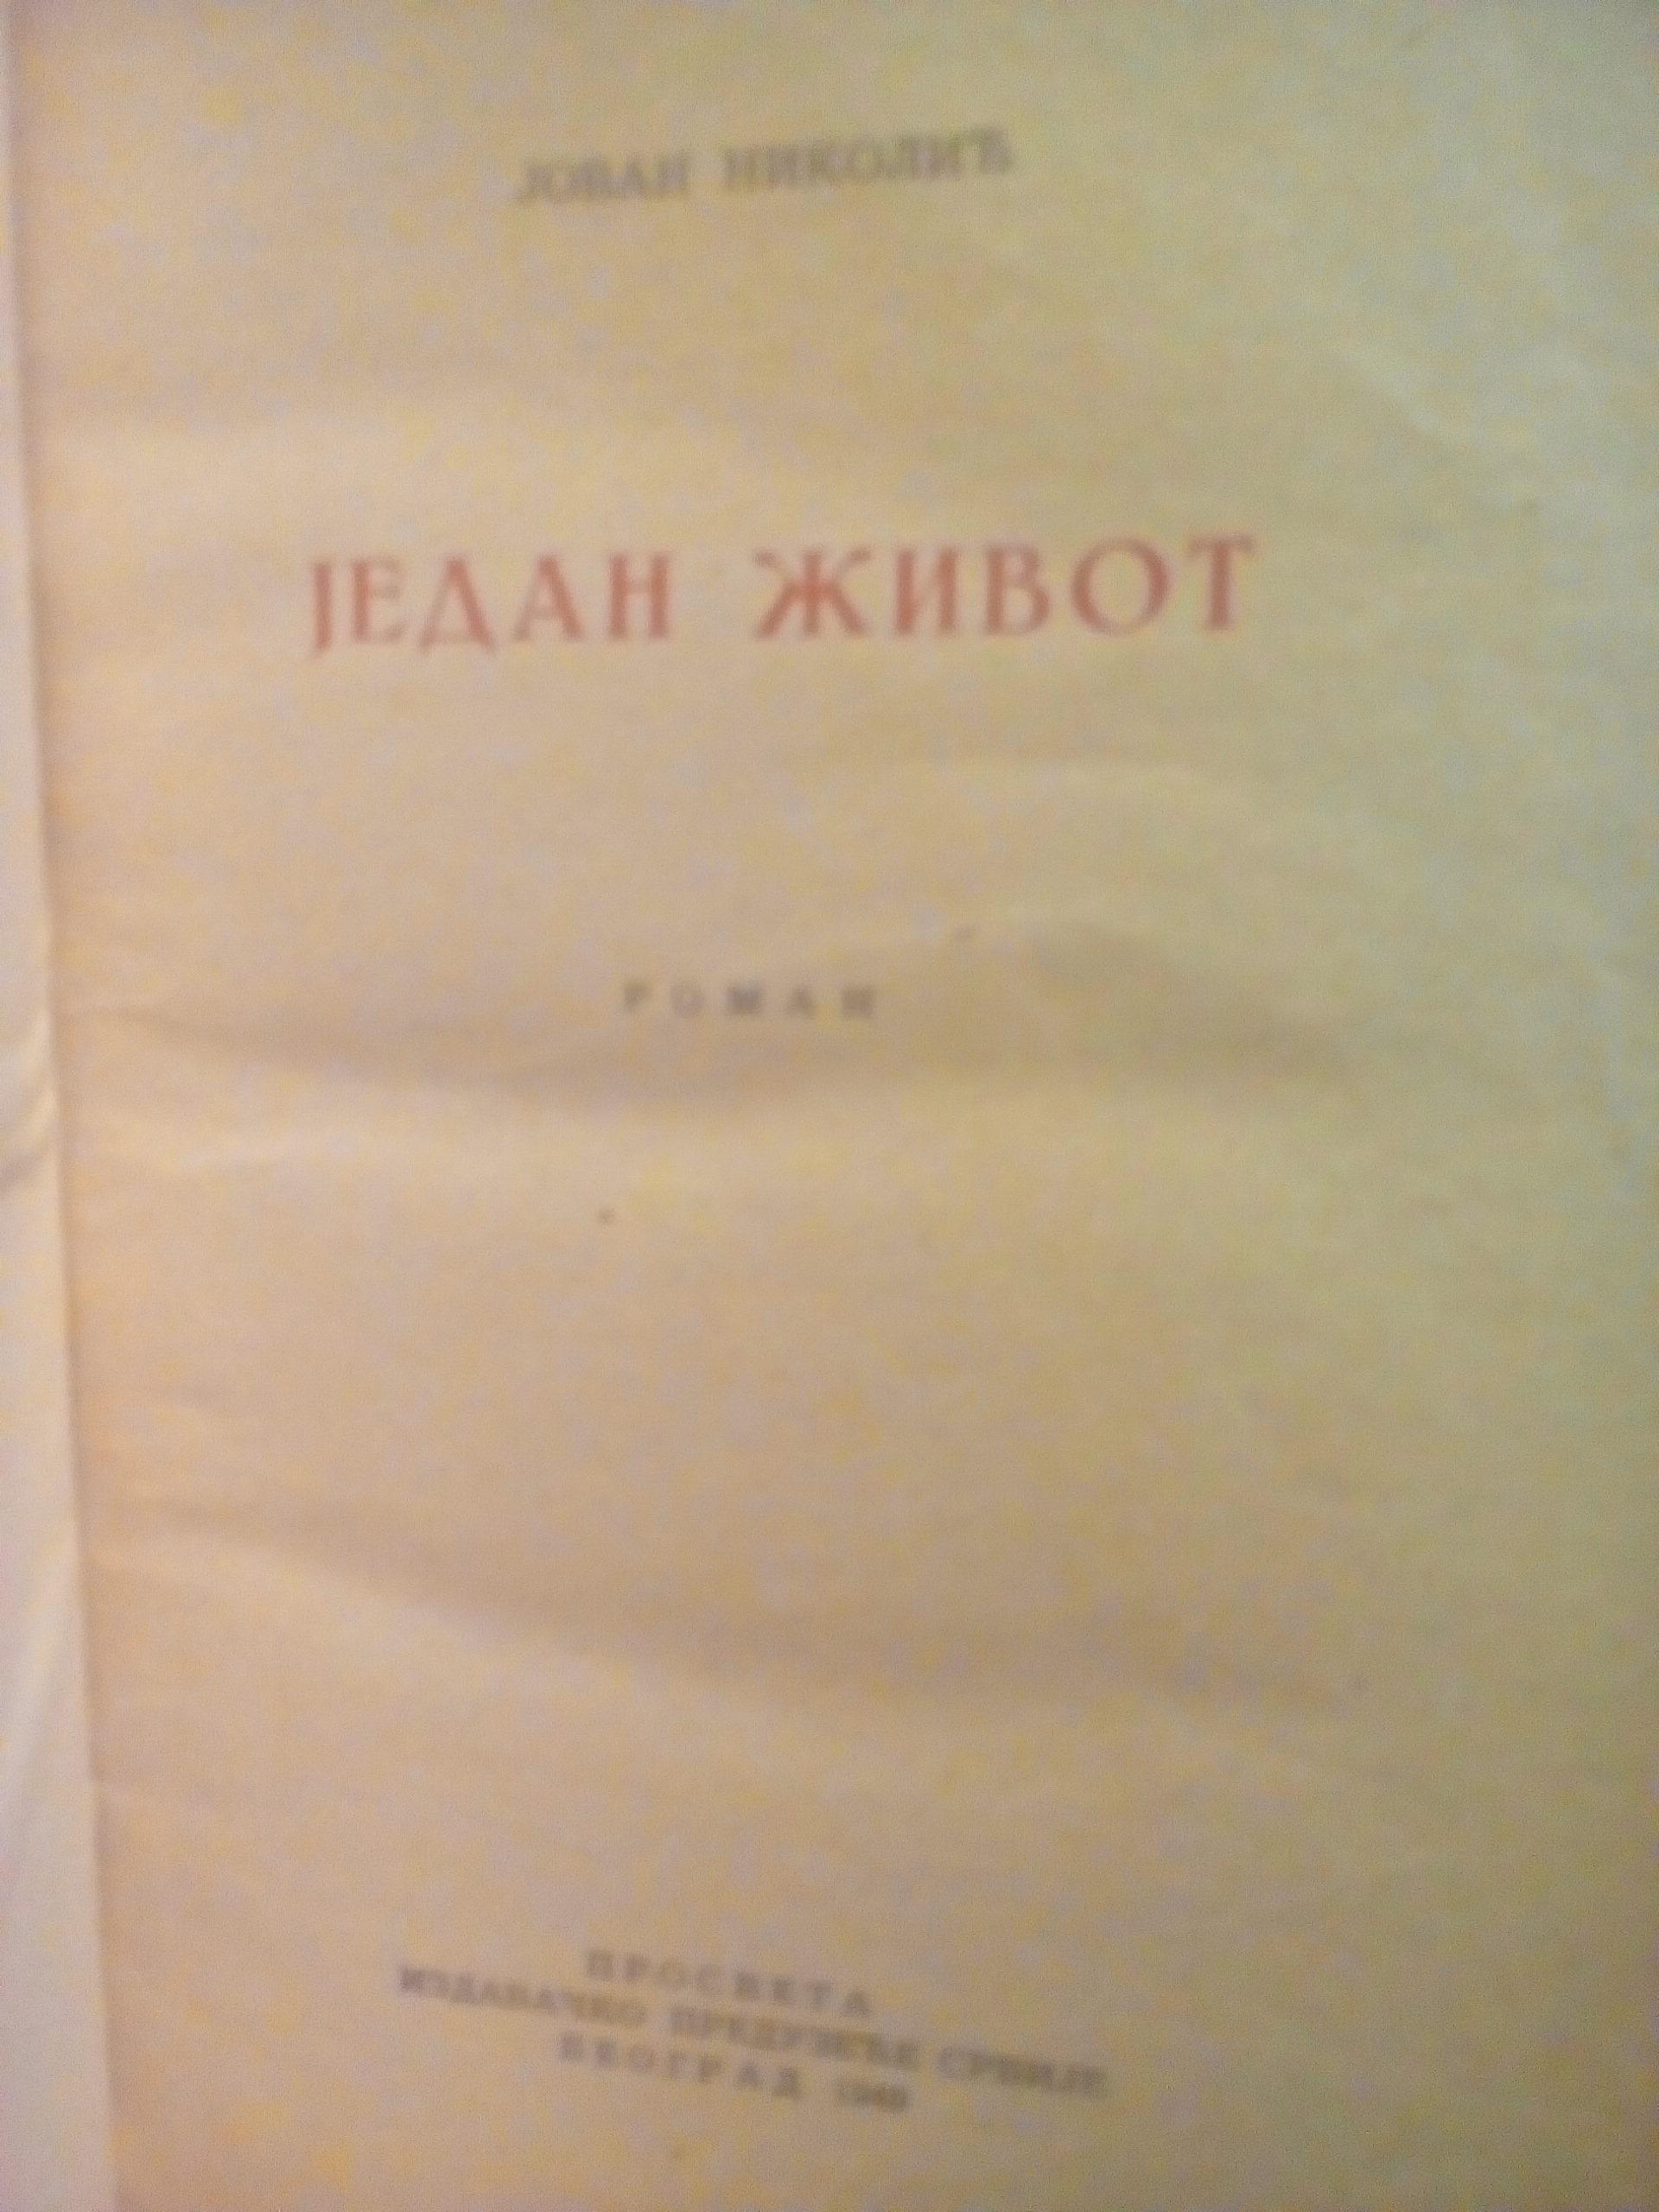 ЈОВАН НИКОЛИЋ
ЈЕДАН ЖИВОТ
РОМАН
ПРОСВЕТА
ИЗДАВАЧКО ПРЕДУЗЕЋЕ СРБИЈЕ
БЕОГРАД